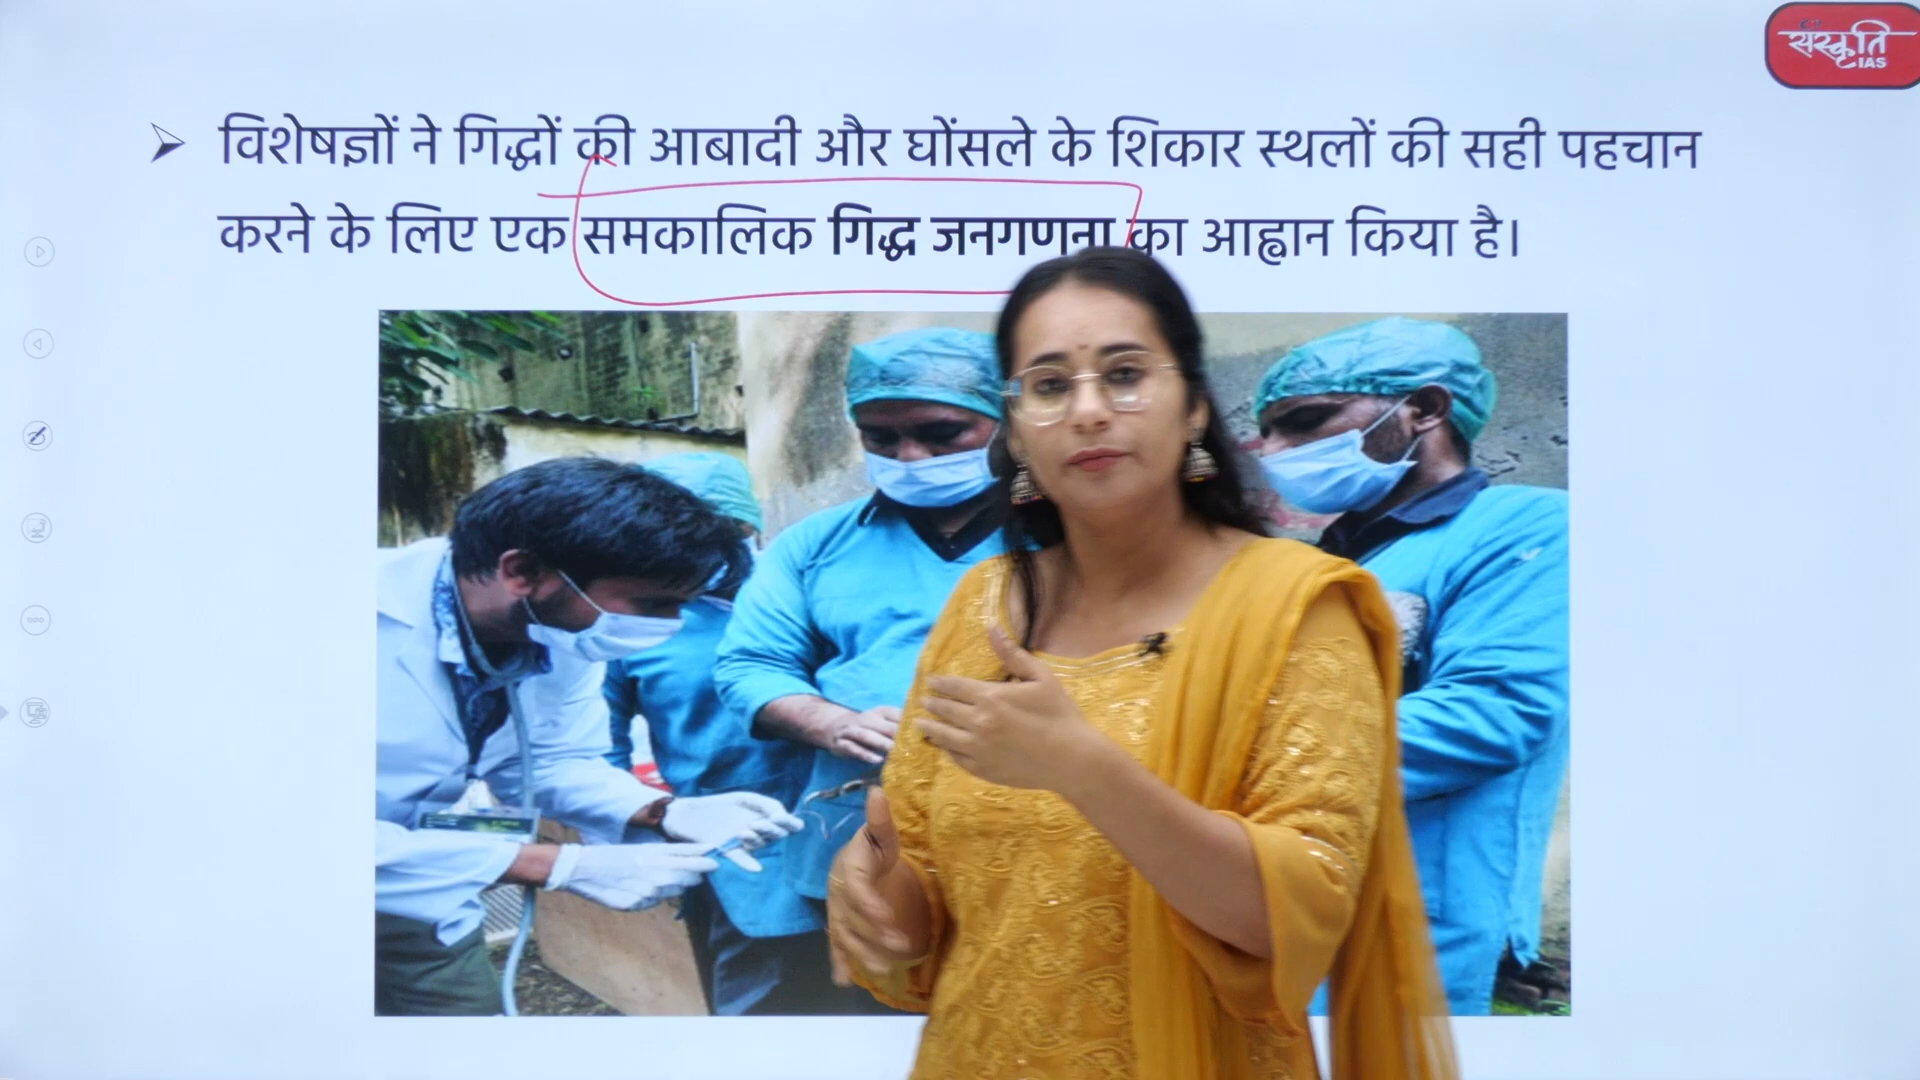 संस्कृति
IAS
विशेषज्ञों ने गिद्धों की आबादी और घोंसले के शिकार स्थलों की सही पहचान
करने के लिए एक समकालिक गिद्ध जनगणना का आह्वान किया है।